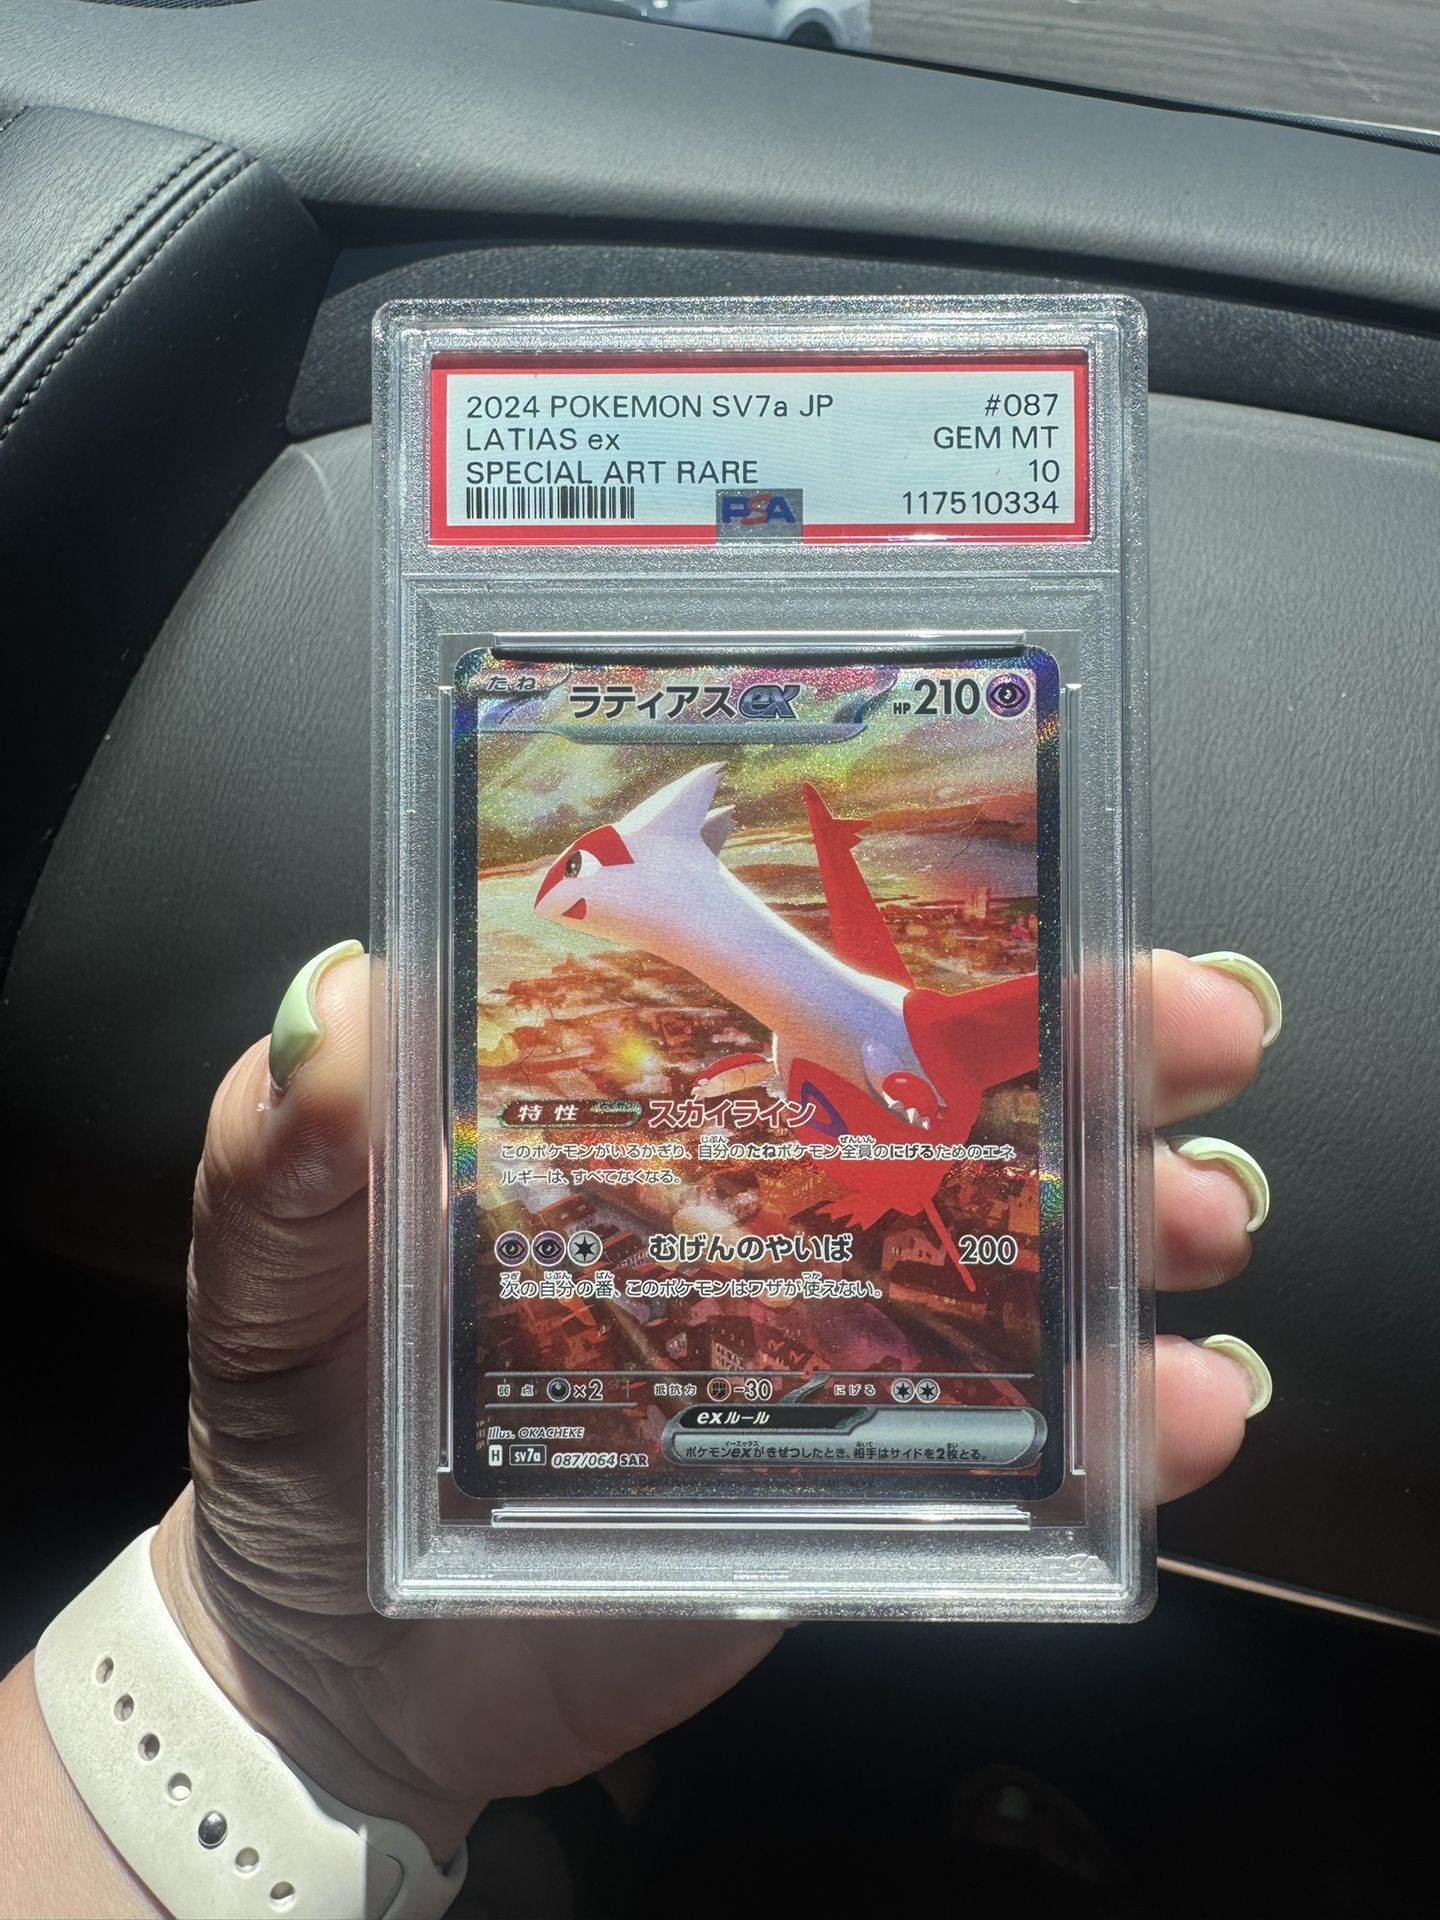 2024 POKEMON SV7a JP #087
LATIAS ex GEM MT
SPECIAL ART RARE 10
PSA 117510334
たね ラティアスex HP 210
特性 スカイライン
このポケモンがいるかぎり、自分のたねポケモン全員のにげるためのエネ
ルギーは、すべてなくなる。
むげんのやいば 200
次の自分の番、このポケモンはワザが使えない。
弱点 ×2 抵抗力 -30 にげる
exルール
Illus. OKACHEKE
ポケモンexがきぜつしたとき、相手はサイドを2枚とる。
H sv7a 087/064 SAR